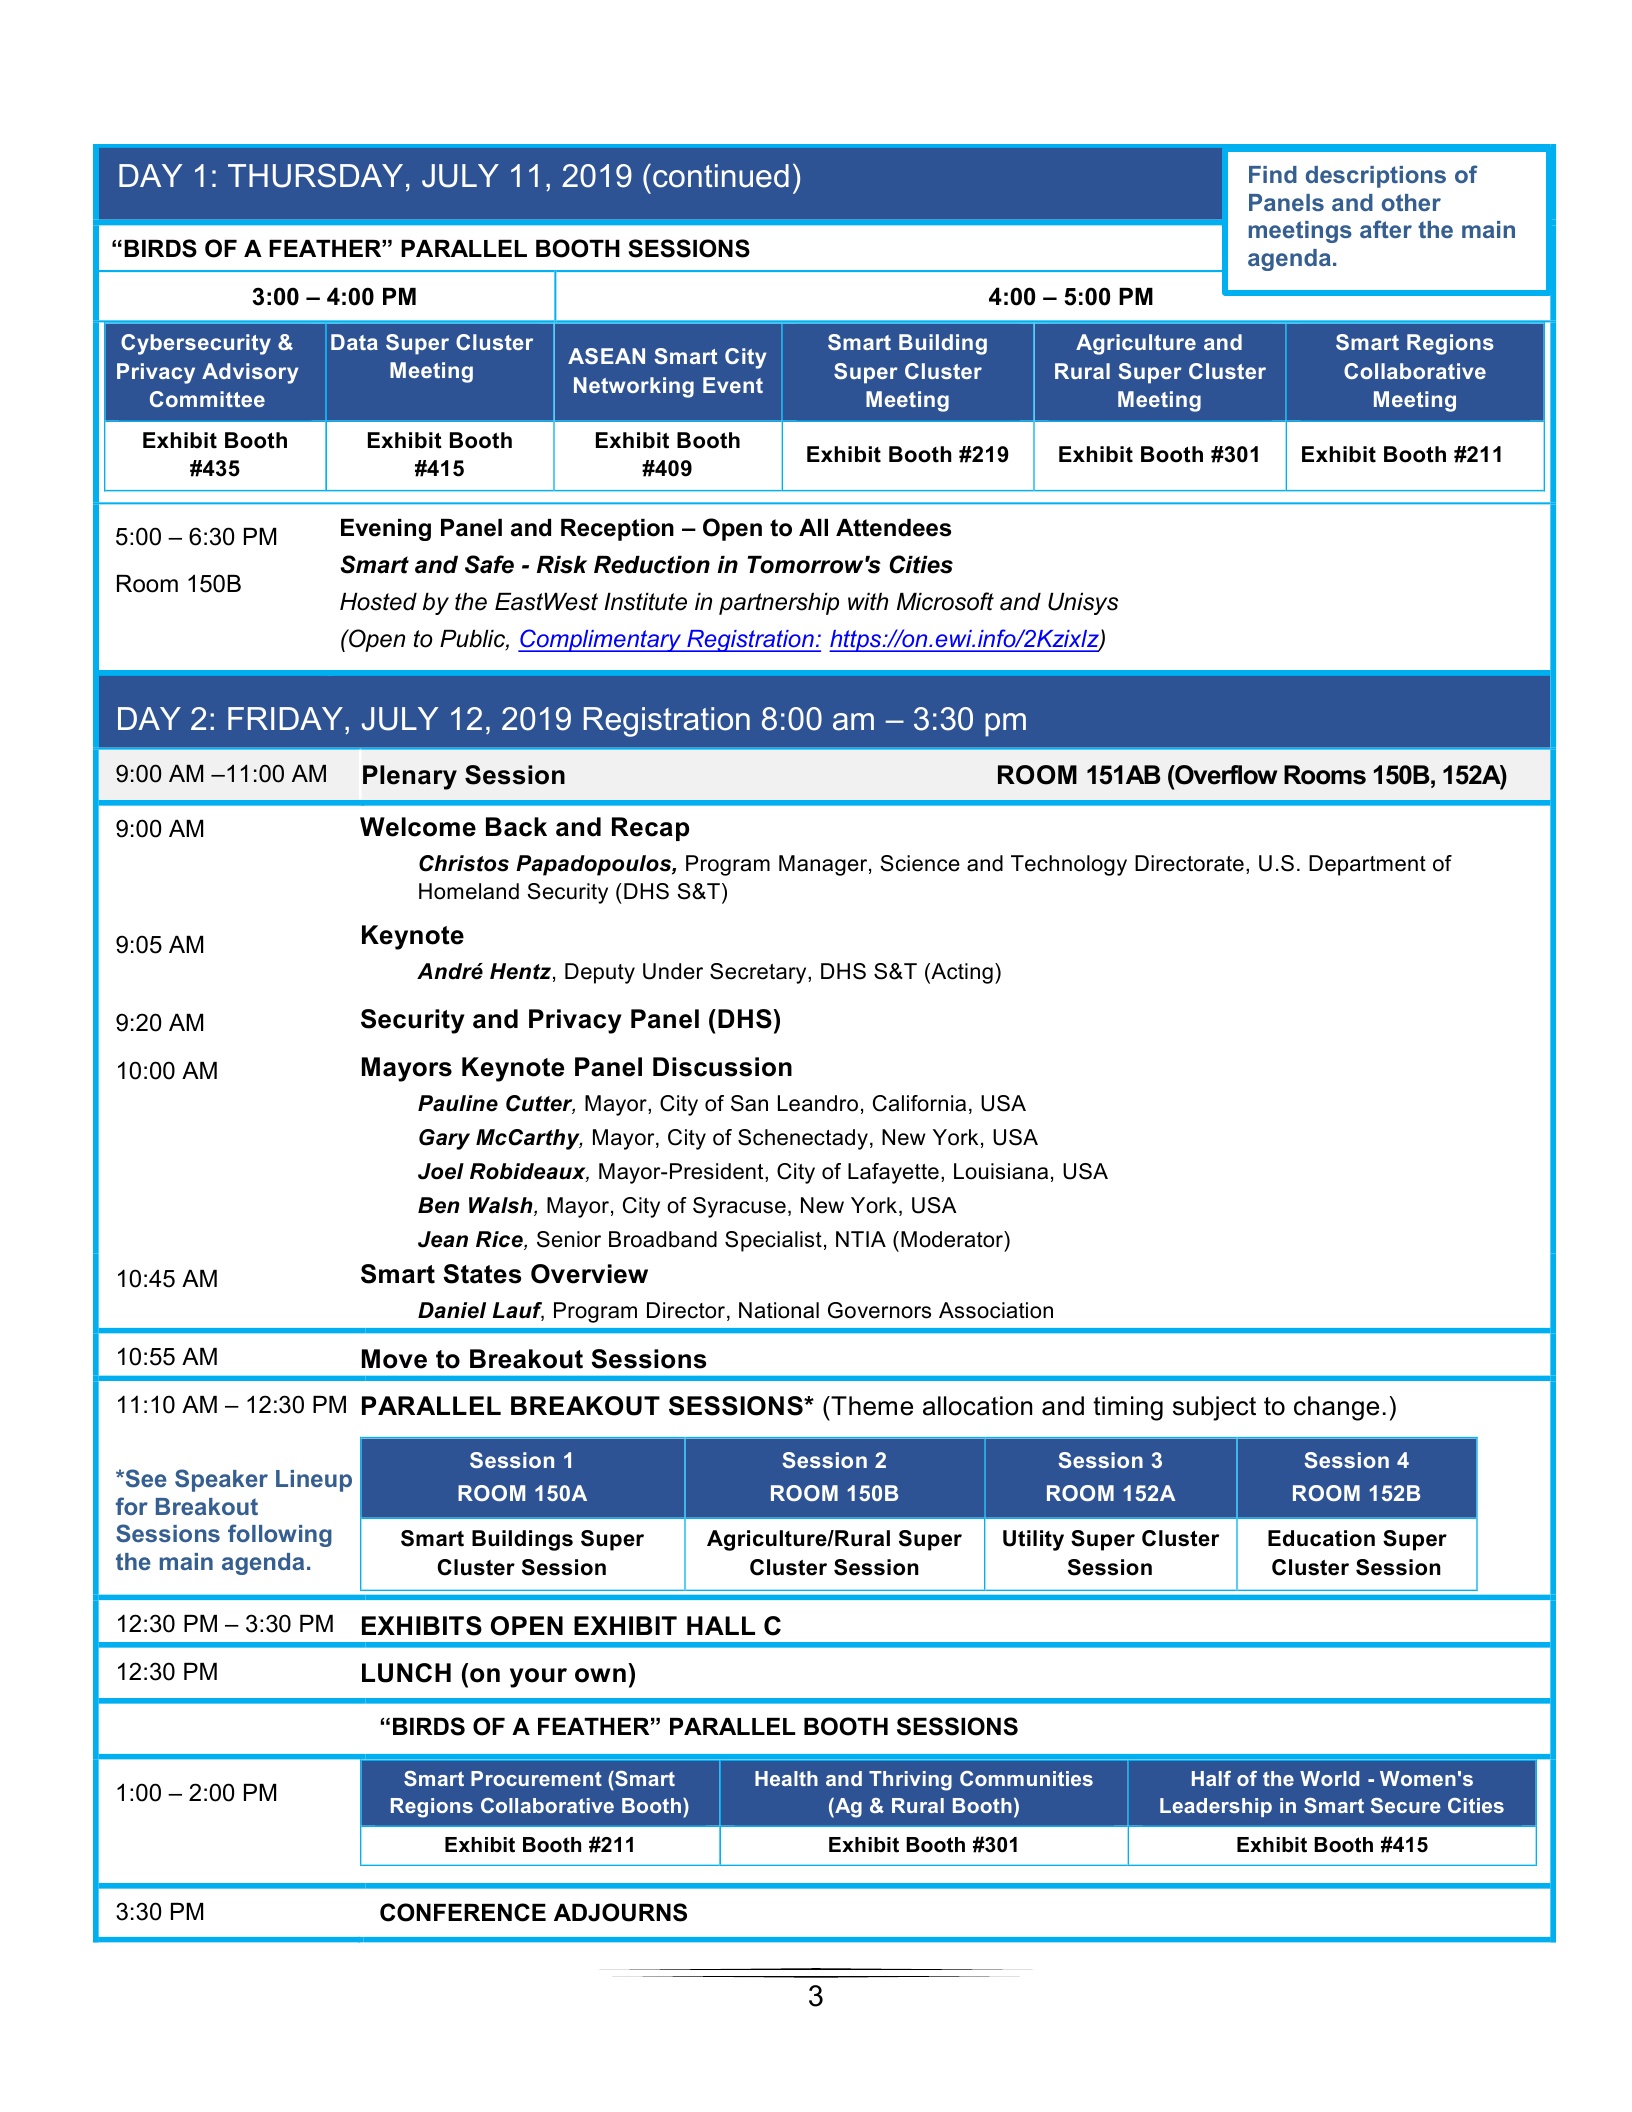 DAY 1: THURSDAY, JULY 11, 2019 (continued)
Find descriptions of
Panels and other
meetings after the main
agenda.
“BIRDS OF A FEATHER” PARALLEL BOOTH SESSIONS
3:00 – 4:00 PM
4:00 – 5:00 PM
Cybersecurity &
Privacy Advisory
Committee
Data Super Cluster
Meeting
ASEAN Smart City
Networking Event
Smart Building
Super Cluster
Meeting
Agriculture and
Rural Super Cluster
Meeting
Smart Regions
Collaborative
Meeting
Exhibit Booth
#435
Exhibit Booth
#415
Exhibit Booth
#409
Exhibit Booth #219
Exhibit Booth #301
Exhibit Booth #211
5:00 – 6:30 PM
Room 150B
Evening Panel and Reception – Open to All Attendees
Smart and Safe - Risk Reduction in Tomorrow's Cities
Hosted by the EastWest Institute in partnership with Microsoft and Unisys
(Open to Public, Complimentary Registration: https://on.ewi.info/2KzixIz)
DAY 2: FRIDAY, JULY 12, 2019 Registration 8:00 am – 3:30 pm
9:00 AM –11:00 AM
Plenary Session
ROOM 151AB (Overflow Rooms 150B, 152A)
9:00 AM
Welcome Back and Recap
Christos Papadopoulos, Program Manager, Science and Technology Directorate, U.S. Department of
Homeland Security (DHS S&T)
9:05 AM
Keynote
André Hentz, Deputy Under Secretary, DHS S&T (Acting)
9:20 AM
Security and Privacy Panel (DHS)
10:00 AM
Mayors Keynote Panel Discussion
Pauline Cutter, Mayor, City of San Leandro, California, USA
Gary McCarthy, Mayor, City of Schenectady, New York, USA
Joel Robideaux, Mayor-President, City of Lafayette, Louisiana, USA
Ben Walsh, Mayor, City of Syracuse, New York, USA
Jean Rice, Senior Broadband Specialist, NTIA (Moderator)
10:45 AM
Smart States Overview
Daniel Lauf, Program Director, National Governors Association
10:55 AM
Move to Breakout Sessions
11:10 AM – 12:30 PM
PARALLEL BREAKOUT SESSIONS* (Theme allocation and timing subject to change.)
*See Speaker Lineup
for Breakout
Sessions following
the main agenda.
Session 1
ROOM 150A
Session 2
ROOM 150B
Session 3
ROOM 152A
Session 4
ROOM 152B
Smart Buildings Super
Cluster Session
Agriculture/Rural Super
Cluster Session
Utility Super Cluster
Session
Education Super
Cluster Session
12:30 PM – 3:30 PM
EXHIBITS OPEN EXHIBIT HALL C
12:30 PM
LUNCH (on your own)
“BIRDS OF A FEATHER” PARALLEL BOOTH SESSIONS
1:00 – 2:00 PM
Smart Procurement (Smart
Regions Collaborative Booth)
Health and Thriving Communities
(Ag & Rural Booth)
Half of the World - Women's
Leadership in Smart Secure Cities
Exhibit Booth #211
Exhibit Booth #301
Exhibit Booth #415
3:30 PM
CONFERENCE ADJOURNS
3